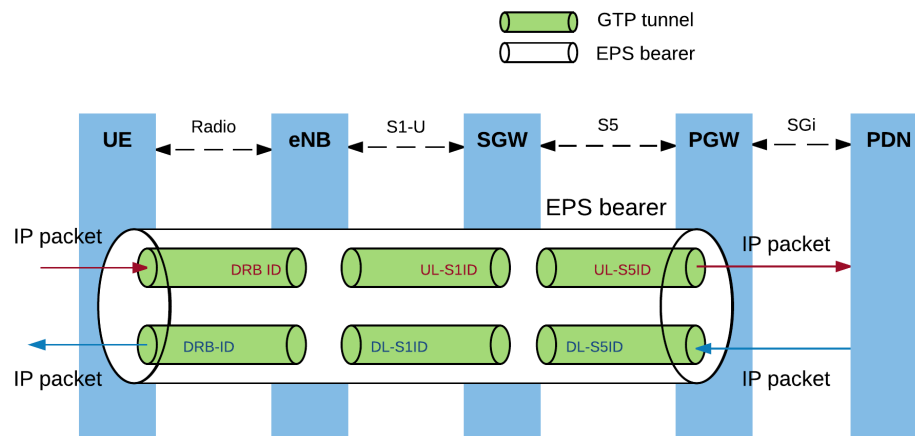 GTP tunnel
EPS bearer
Radio
S1-U
S5
SGi
UE
eNB
SGW
PGW
PDN
EPS bearer
IP packet
IP packet
DRB ID
UL-S1ID
UL-S5ID
DRB-ID
DL-S1ID
DL-S5ID
IP packet
IP packet